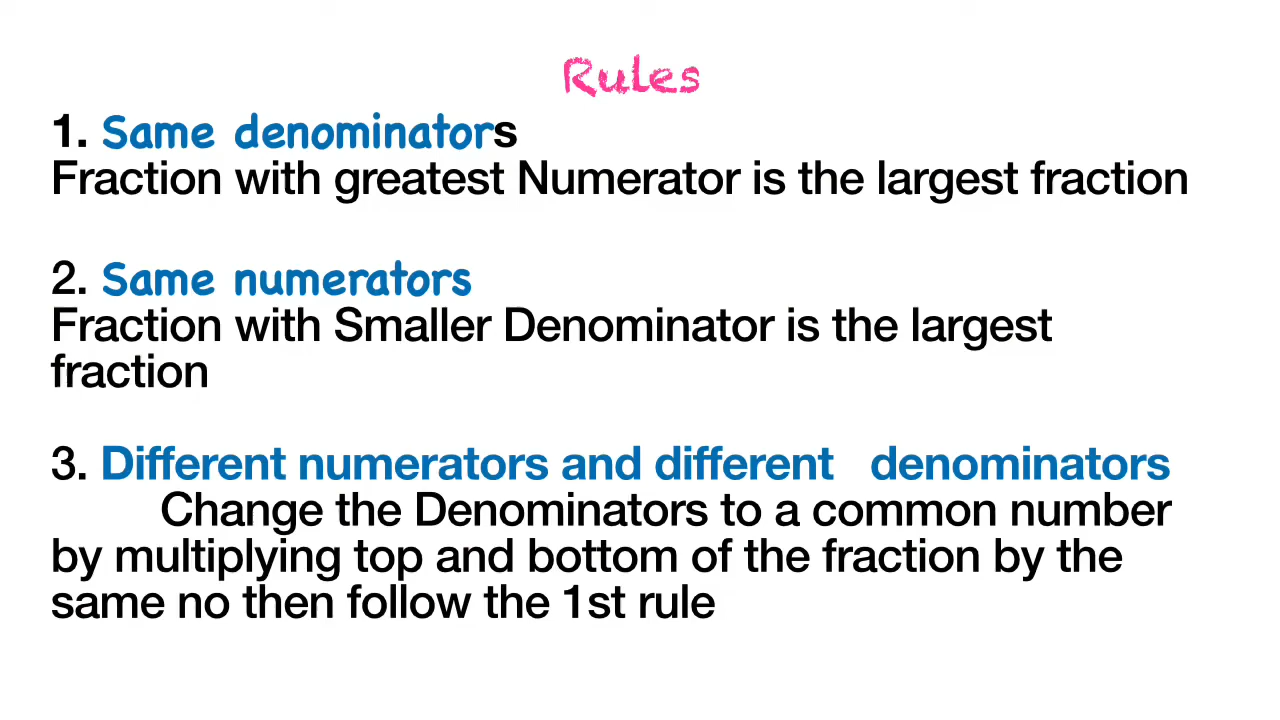 Rules
1. Same denominators
Fraction with greatest Numerator is the largest fraction
2. Same numerators
Fraction with Smaller Denominator is the largest
fraction
3. Different numerators and different denominators
Change the Denominators to a common number
by multiplying top and bottom of the fraction by the
same no then follow the 1st rule